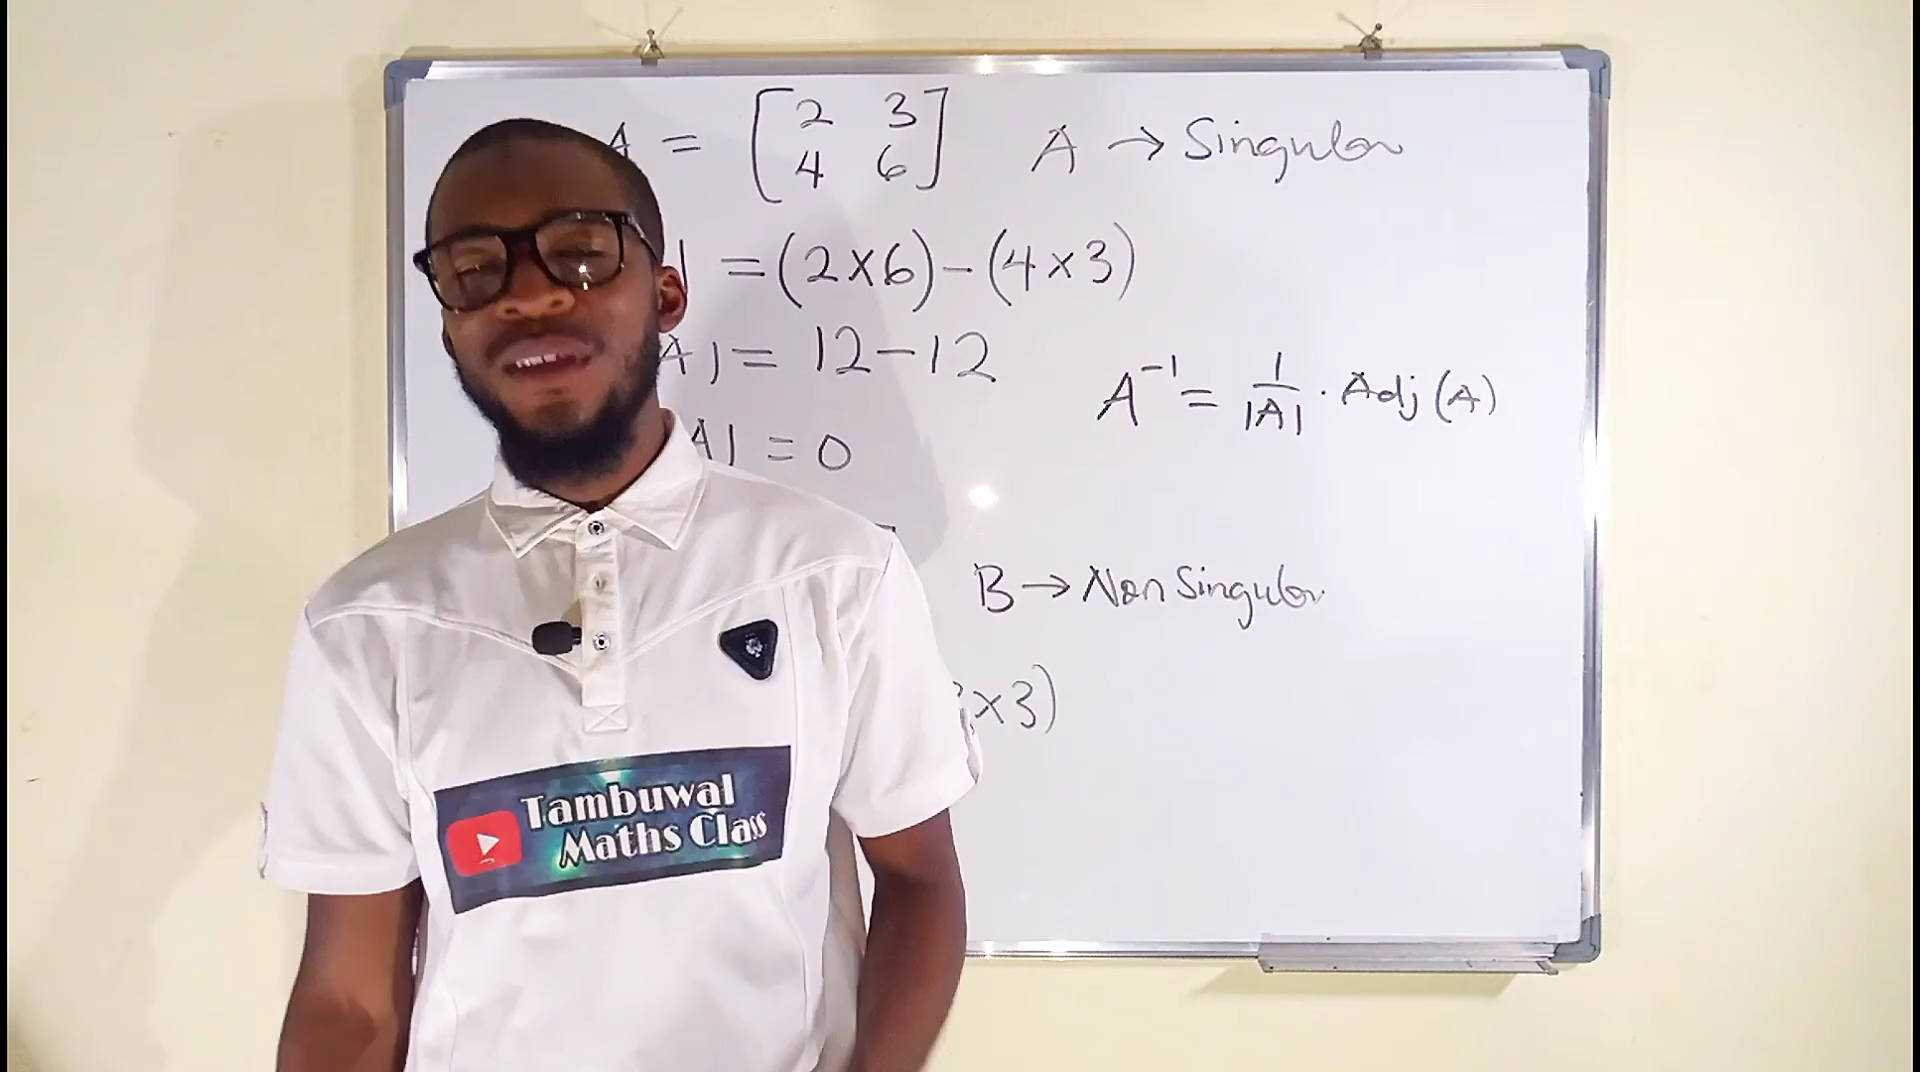 A = [2 3
4 6] A → Singular
| = (2×6) - (4×3)
A| = 12 - 12
A⁻¹ = 1/|A| · Adj (A)
A| = 0
B → Non Singular
×3)
Tambuwal
Maths Class